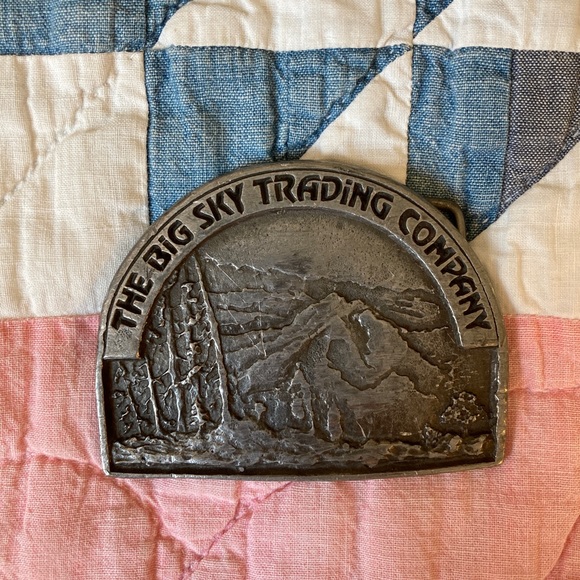 THE BiG SKY TRADiNG COMPANY